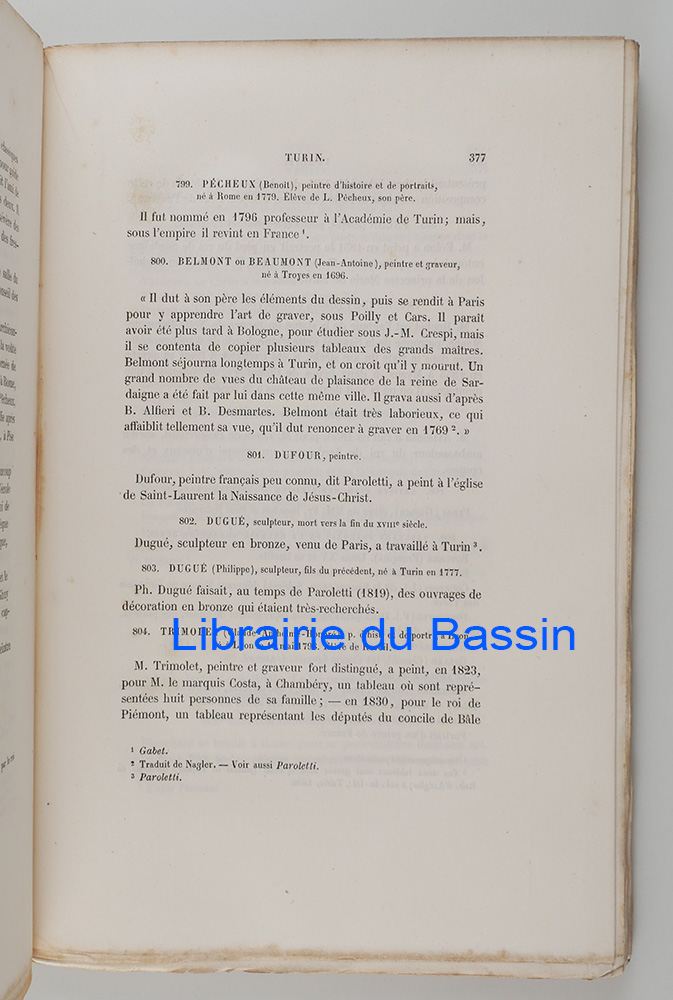 TURIN. 377
799. PÉCHEUX (Benoît), peintre d'histoire et de portraits,
né à Rome en 1779. Élève de L. Pécheux, son père.
Il fut nommé en 1796 professeur à l'Académie de Turin; mais,
sous l'empire il revint en France ¹.
800. BELMONT ou BEAUMONT (Jean-Antoine), peintre et graveur,
né à Troyes en 1696.
« Il dut à son père les éléments du dessin, puis se rendit à Paris
pour y apprendre l'art de graver, sous Poilly et Cars. Il paraît
avoir été plus tard à Bologne, pour étudier sous J.-M. Crespi, mais
il se contenta de copier plusieurs tableaux des grands maîtres.
Belmont séjourna longtemps à Turin, et on croit qu'il y mourut. Un
grand nombre de vues du château de plaisance de la reine de Sar-
daigne a été fait par lui dans cette même ville. Il grava aussi d'après
B. Alfieri et B. Desmartes. Belmont était très laborieux, ce qui
affaiblit tellement sa vue, qu'il dut renoncer à graver en 1769 ². »
801. DUFOUR, peintre.
Dufour, peintre français peu connu, dit Paroletti, a peint à l'église
de Saint-Laurent la Naissance de Jésus-Christ.
802. DUGUÉ, sculpteur, mort vers la fin du XVIIIe siècle.
Dugué, sculpteur en bronze, venu de Paris, a travaillé à Turin ³.
803. DUGUÉ (Philippe), sculpteur, fils du précédent, né à Turin en 1777.
Ph. Dugué faisait, au temps de Paroletti (1819), des ouvrages de
décoration en bronze qui étaient très-recherchés.
804. TRIMOLET
Librairie du Bassin
M. Trimolet, peintre et graveur fort distingué, a peint, en 1823,
pour M. le marquis Costa, à Chambéry, un tableau où sont repré-
sentées huit personnes de sa famille; — en 1830, pour le roi de
Piémont, un tableau représentant les députés du concile de Bâle
¹ Gabet.
² Traduit de Nagler. — Voir aussi Paroletti.
³ Paroletti.